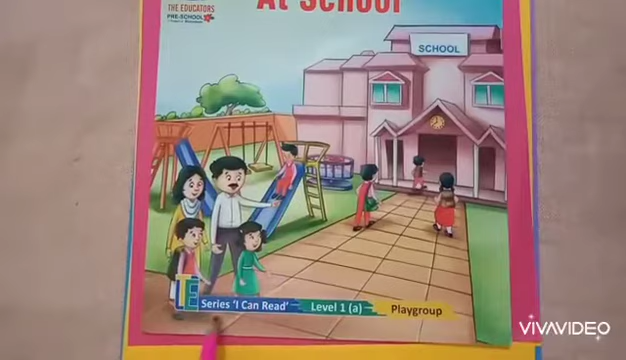 THE EDUCATORS
PRE-SCHOOL
At School
SCHOOL
Series 'I Can Read'
Level 1 (a)
Playgroup
VIVAVIDEO